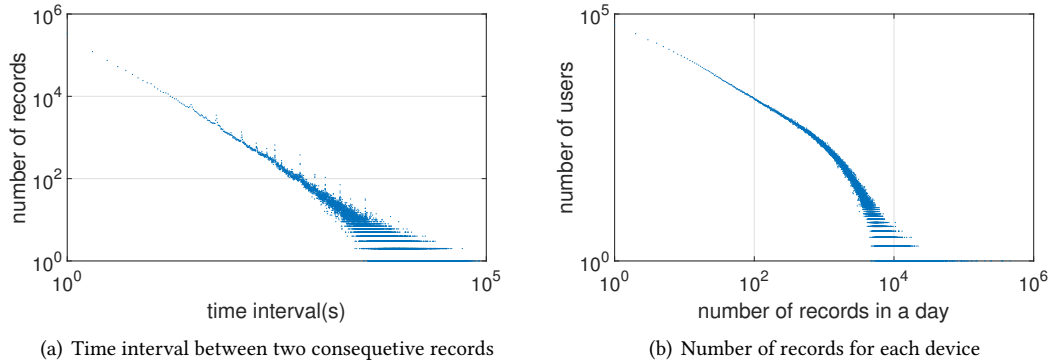 10^6
10^4
10^2
10^0
number of records
10^0
10^5
time interval(s)
(a) Time interval between two consequetive records
10^5
10^0
number of users
10^0
10^2
10^4
10^6
number of records in a day
(b) Number of records for each device